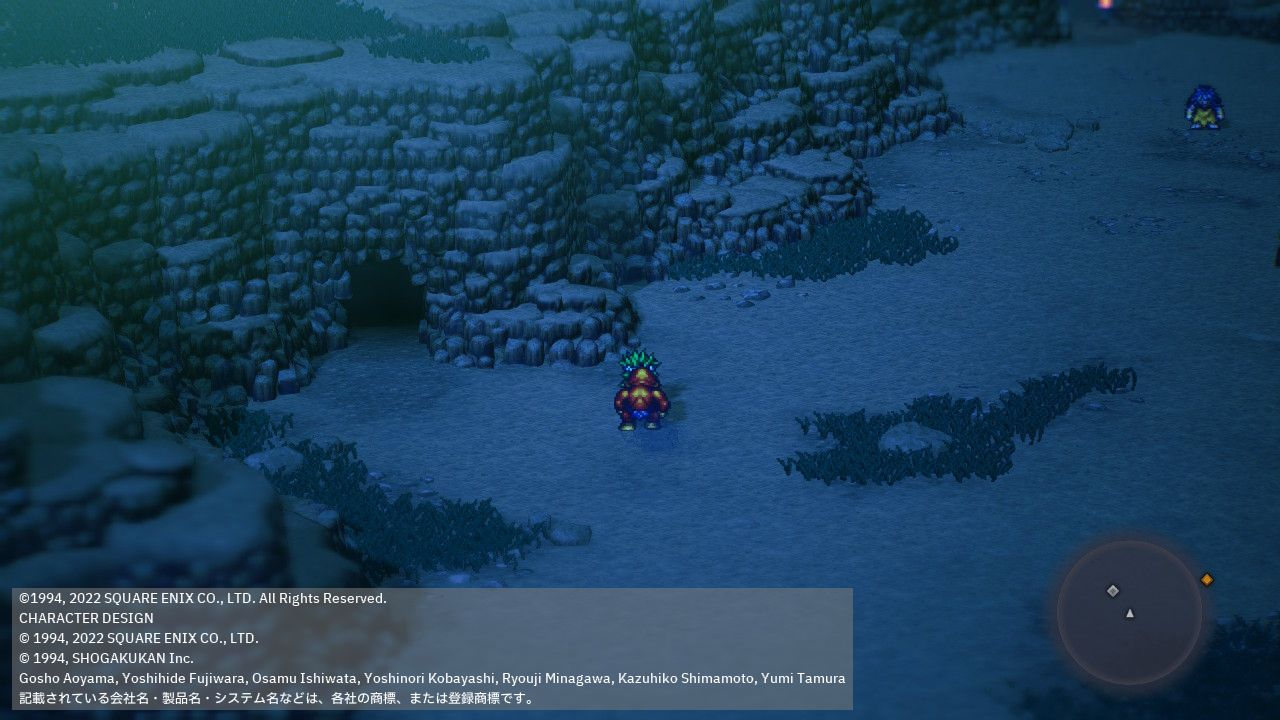 ©1994, 2022 SQUARE ENIX CO., LTD. All Rights Reserved.
CHARACTER DESIGN
© 1994, 2022 SQUARE ENIX CO., LTD.
© 1994, SHOGAKUKAN Inc.
Gosho Aoyama, Yoshihide Fujiwara, Osamu Ishiwata, Yoshinori Kobayashi, Ryouji Minagawa, Kazuhiko Shimamoto, Yumi Tamura
記載されている会社名・製品名・システム名などは、各社の商標、または登録商標です。